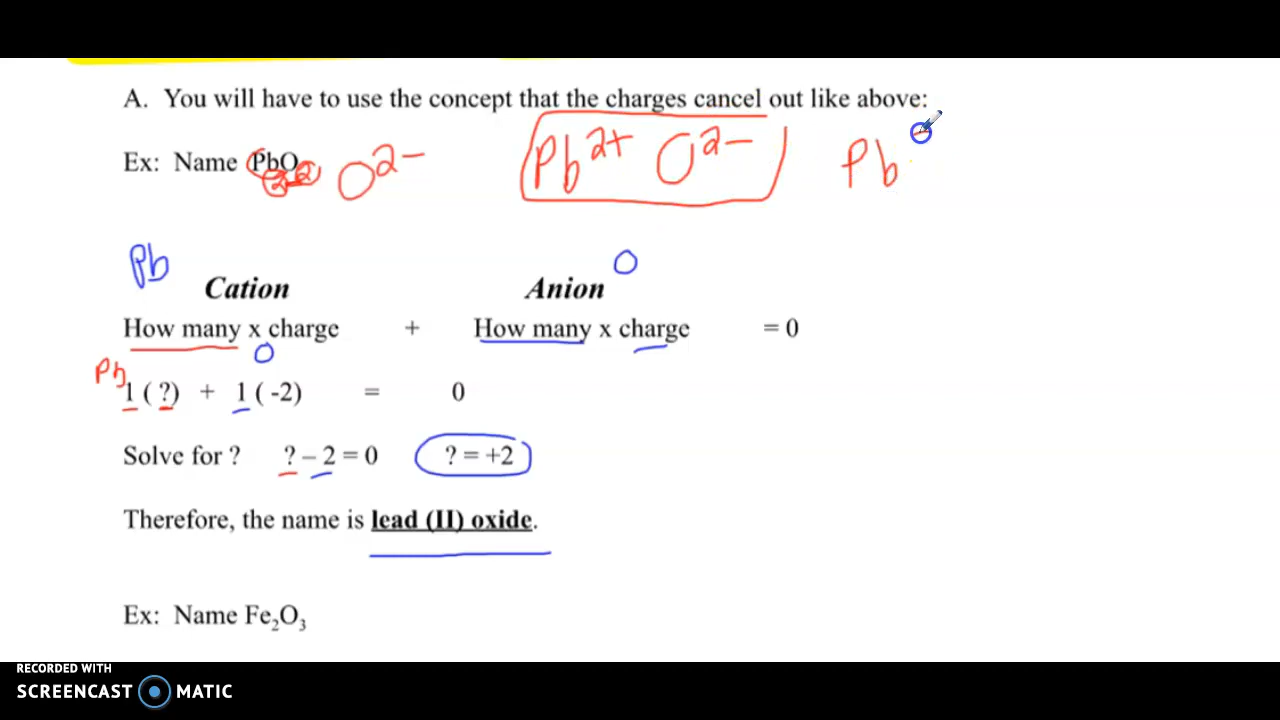 A. You will have to use the concept that the charges cancel out like above:
Ex: Name PbO O²⁻ Pb²⁺ O²⁻ Pb
Pb O
Cation Anion
How many x charge + How many x charge = 0
Pb O
1 ( ?) + 1 ( -2) = 0
Solve for ? ? – 2 = 0 ? = +2
Therefore, the name is lead (II) oxide.
Ex: Name Fe₂O₃
RECORDED WITH
SCREENCAST MATIC